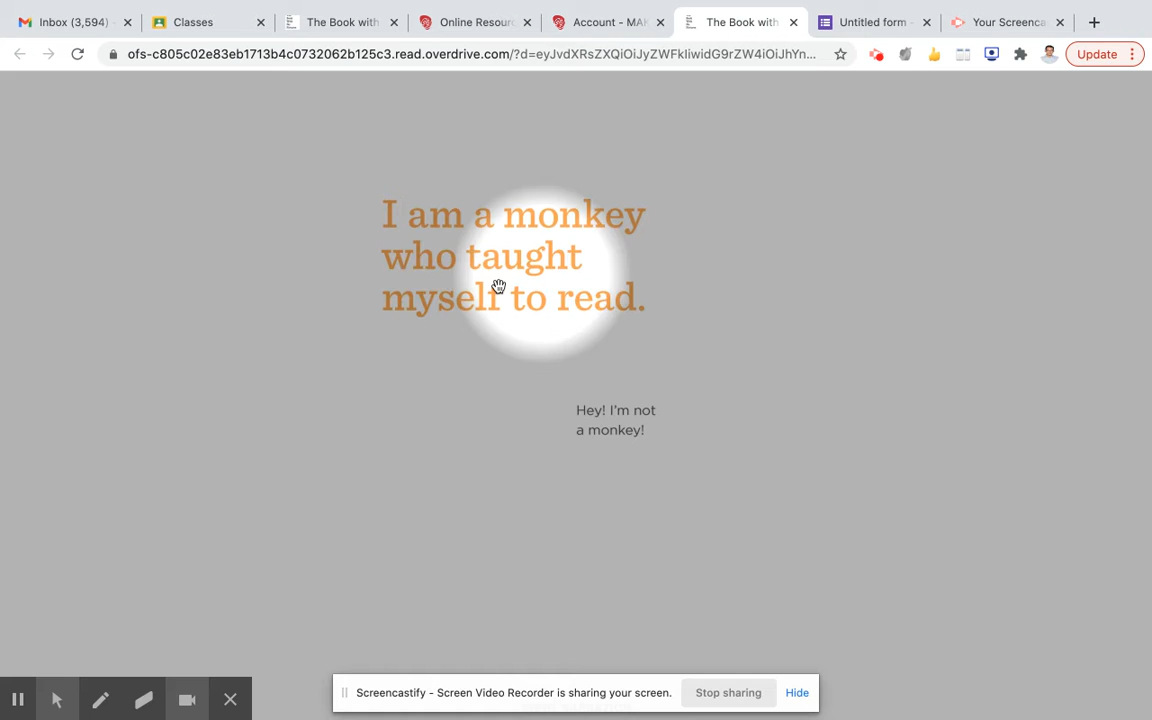 Inbox (3,594) -
Classes
The Book with
Online Resourc
Account - MAK
The Book with
Untitled form -
Your Screenca
ofs-c805c02e83eb1713b4c0732062b125c3.read.overdrive.com/?d=eyJvdXRsZXQiOiJyZWFkIiwidG9rZW4iOiJhYn...
Update
I am a monkey
who taught
myself to read.
Hey! I'm not
a monkey!
Screencastify - Screen Video Recorder is sharing your screen.
Stop sharing
Hide